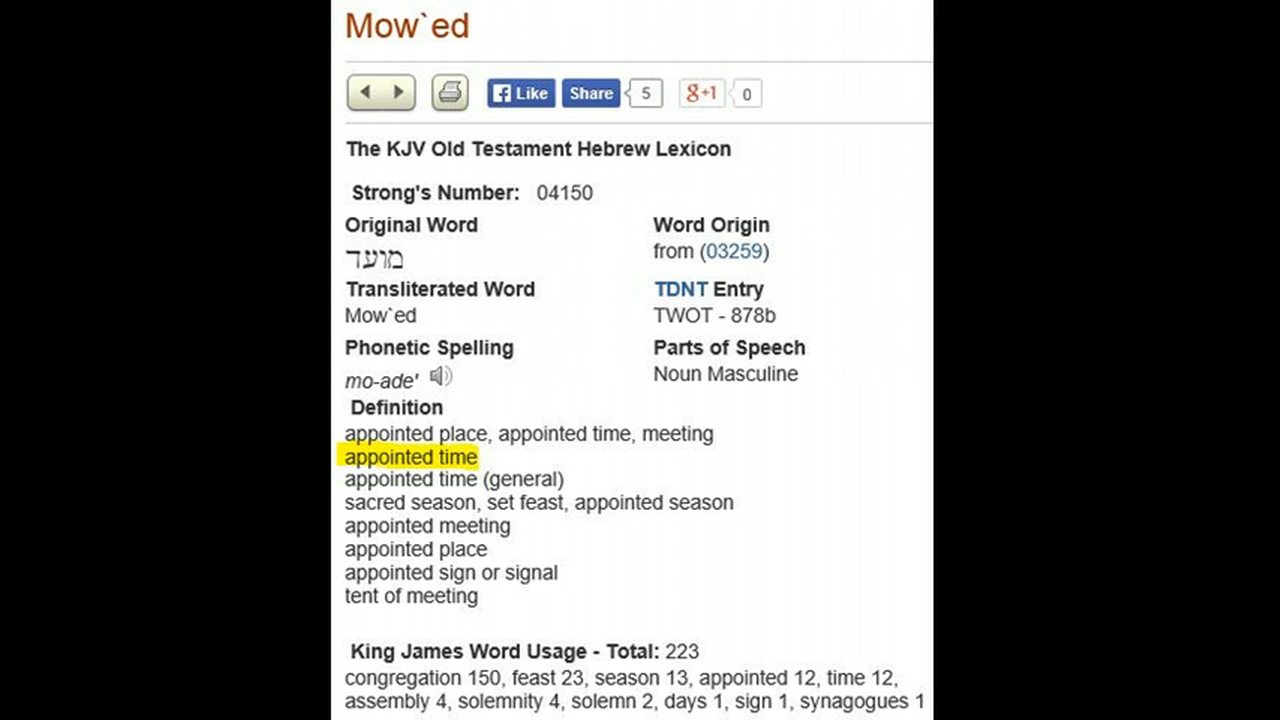 Mow`ed
Like Share 5 g+1 0
The KJV Old Testament Hebrew Lexicon
Strong's Number: 04150
Original Word
מועד
Word Origin
from (03259)
Transliterated Word
Mow`ed
TDNT Entry
TWOT - 878b
Phonetic Spelling
mo-ade'
Parts of Speech
Noun Masculine
Definition
appointed place, appointed time, meeting
appointed time
appointed time (general)
sacred season, set feast, appointed season
appointed meeting
appointed place
appointed sign or signal
tent of meeting
King James Word Usage - Total: 223
congregation 150, feast 23, season 13, appointed 12, time 12,
assembly 4, solemnity 4, solemn 2, days 1, sign 1, synagogues 1